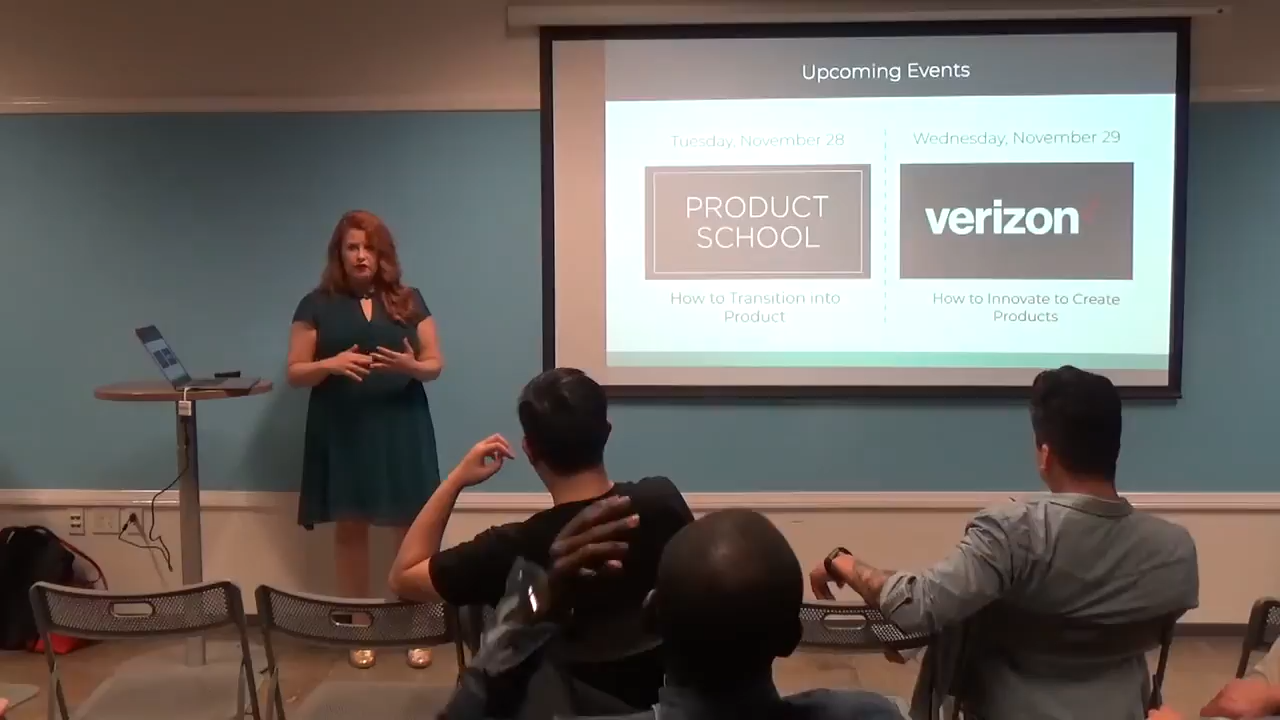 Upcoming Events
Tuesday, November 28
Wednesday, November 29
PRODUCT
SCHOOL
verizon
How to Transition into
Product
How to Innovate to Create
Products